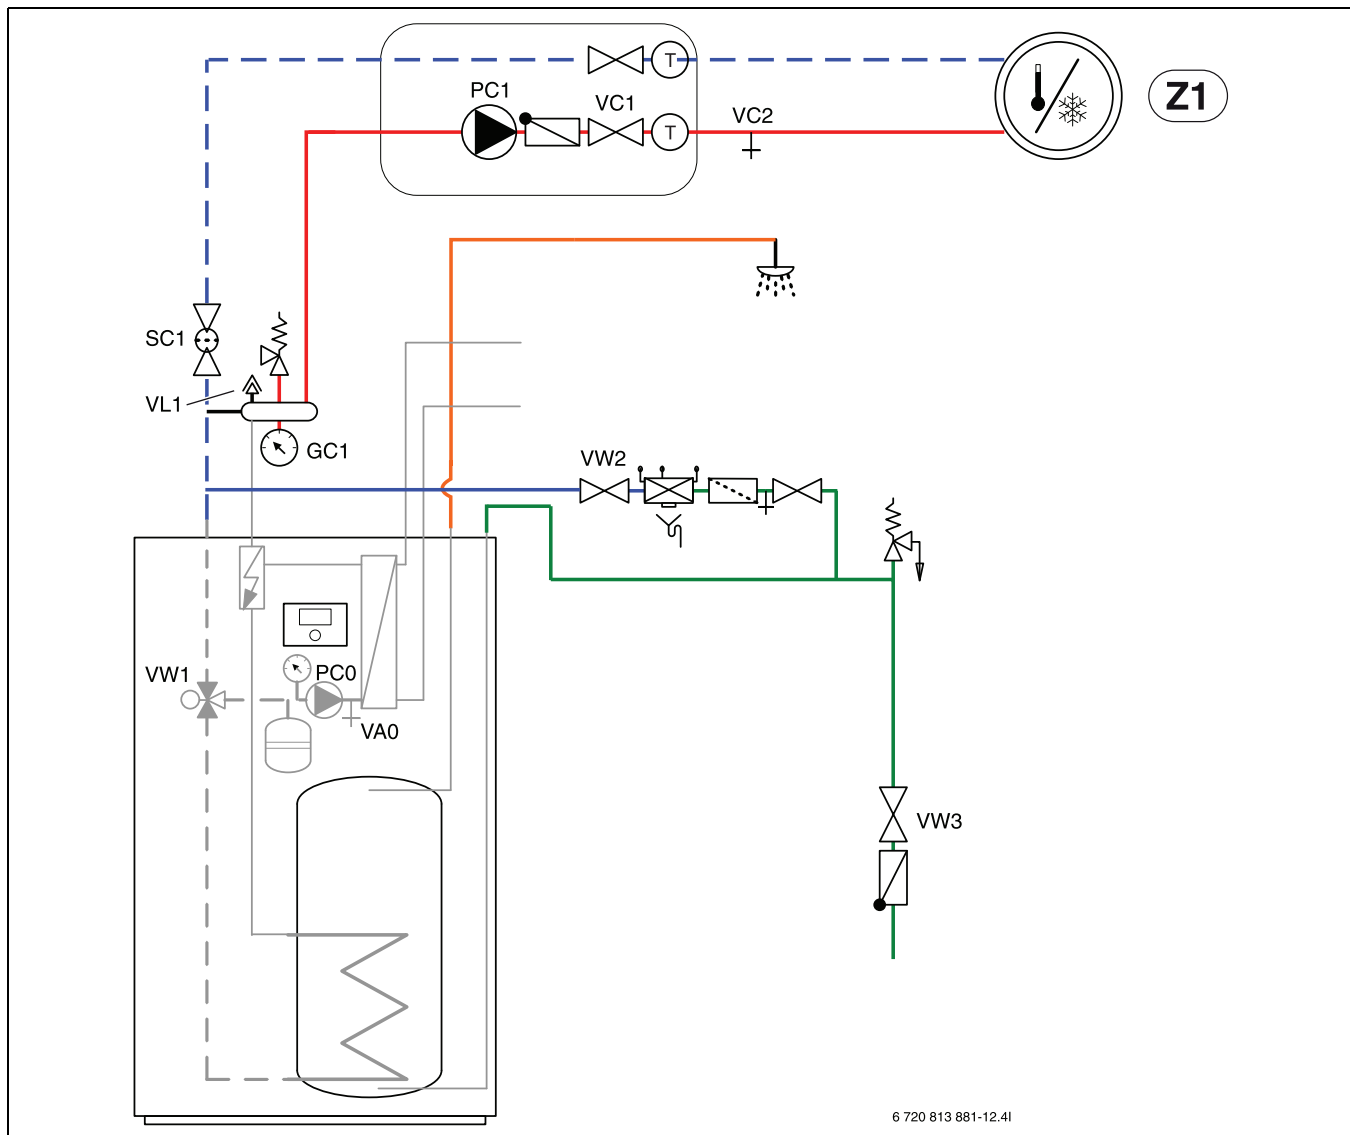 T
PC1
VC1
T
VC2
Z1
SC1
VL1
GC1
VW2
VW1
PC0
VA0
VW3
6 720 813 881-12.4I